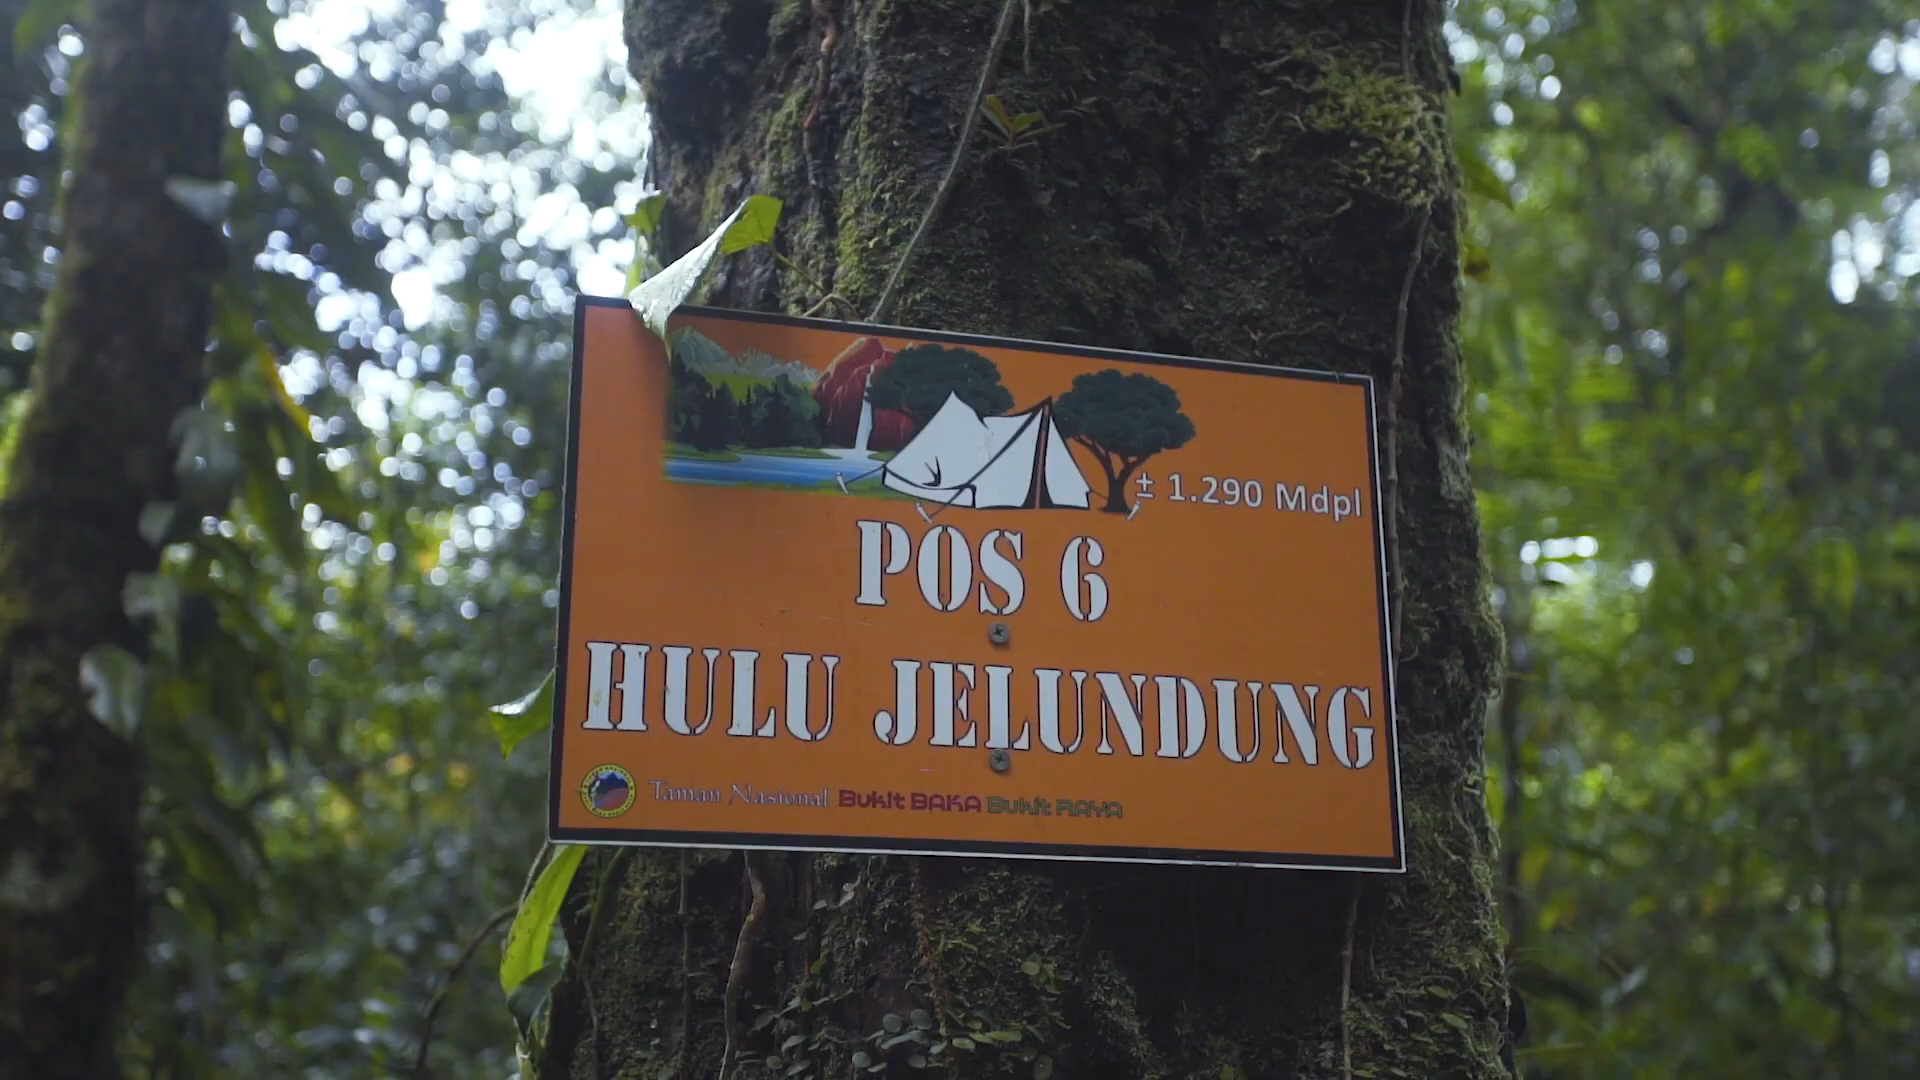 ± 1.290 Mdpl
POS 6
HULU JELUNDUNG
Taman Nasional Bukit BAKA Bukit RAYA